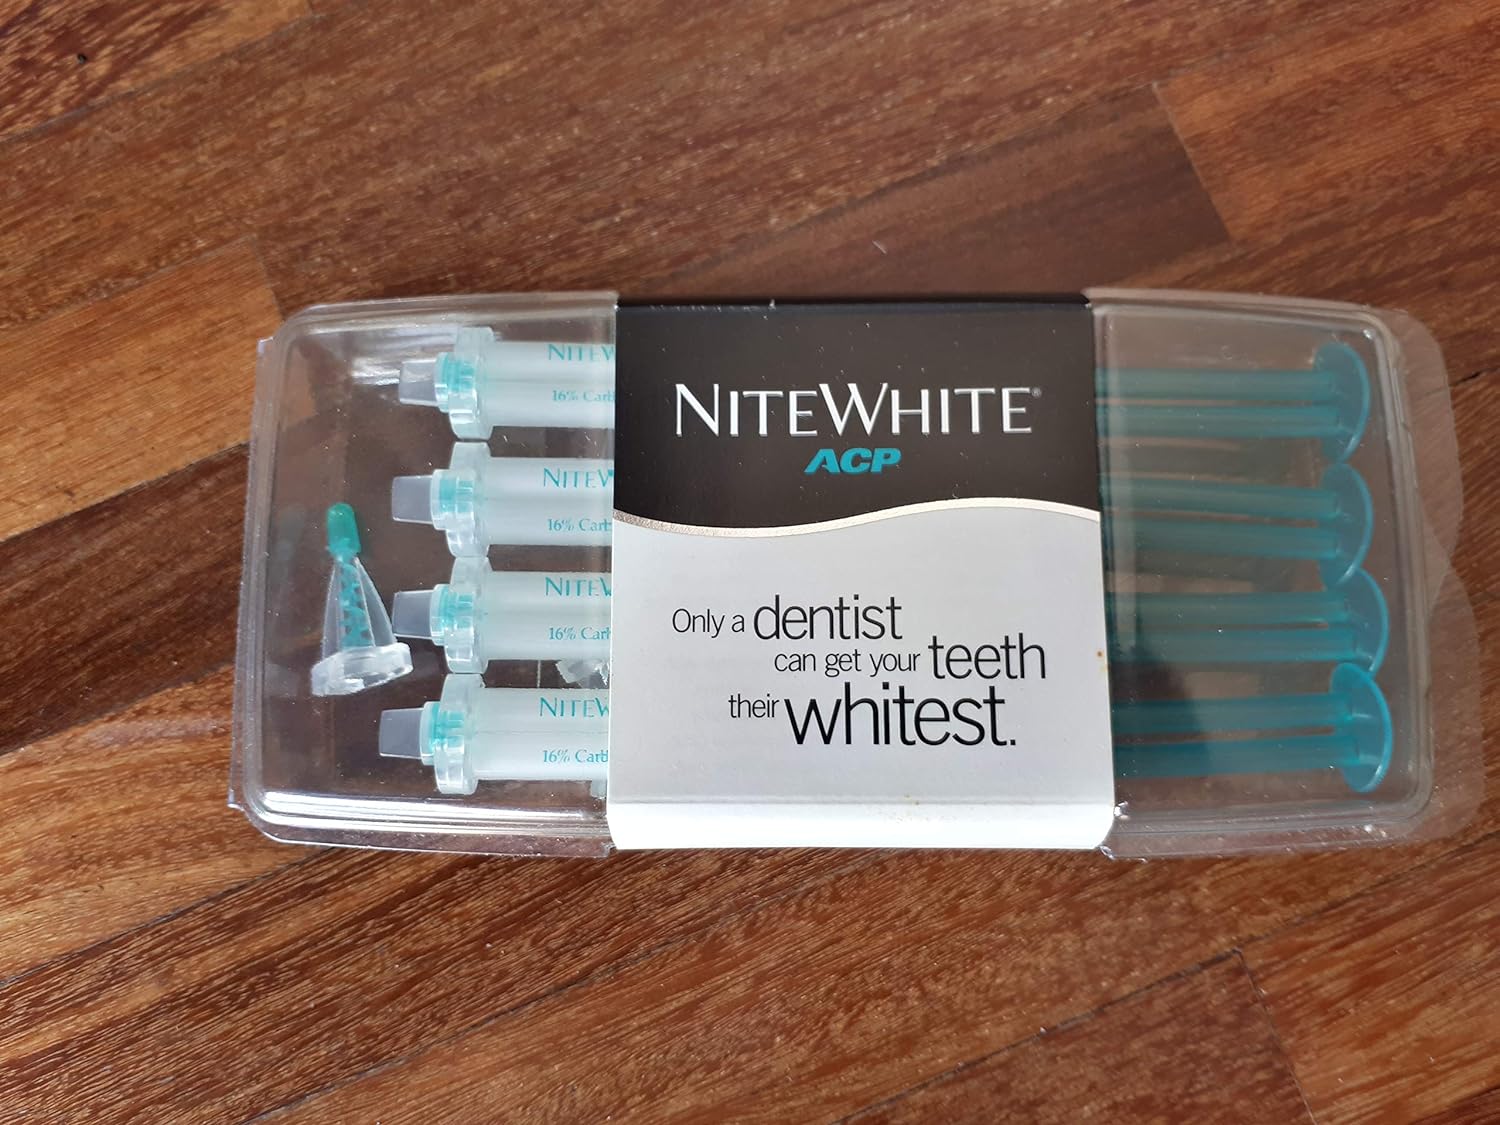 NITEWHITE®
ACP
Only a dentist
can get your teeth
their whitest.
NITEW
16% Carb
NITEW
16% Carb
NITEW
16% Carb
NITEW
16% Carb